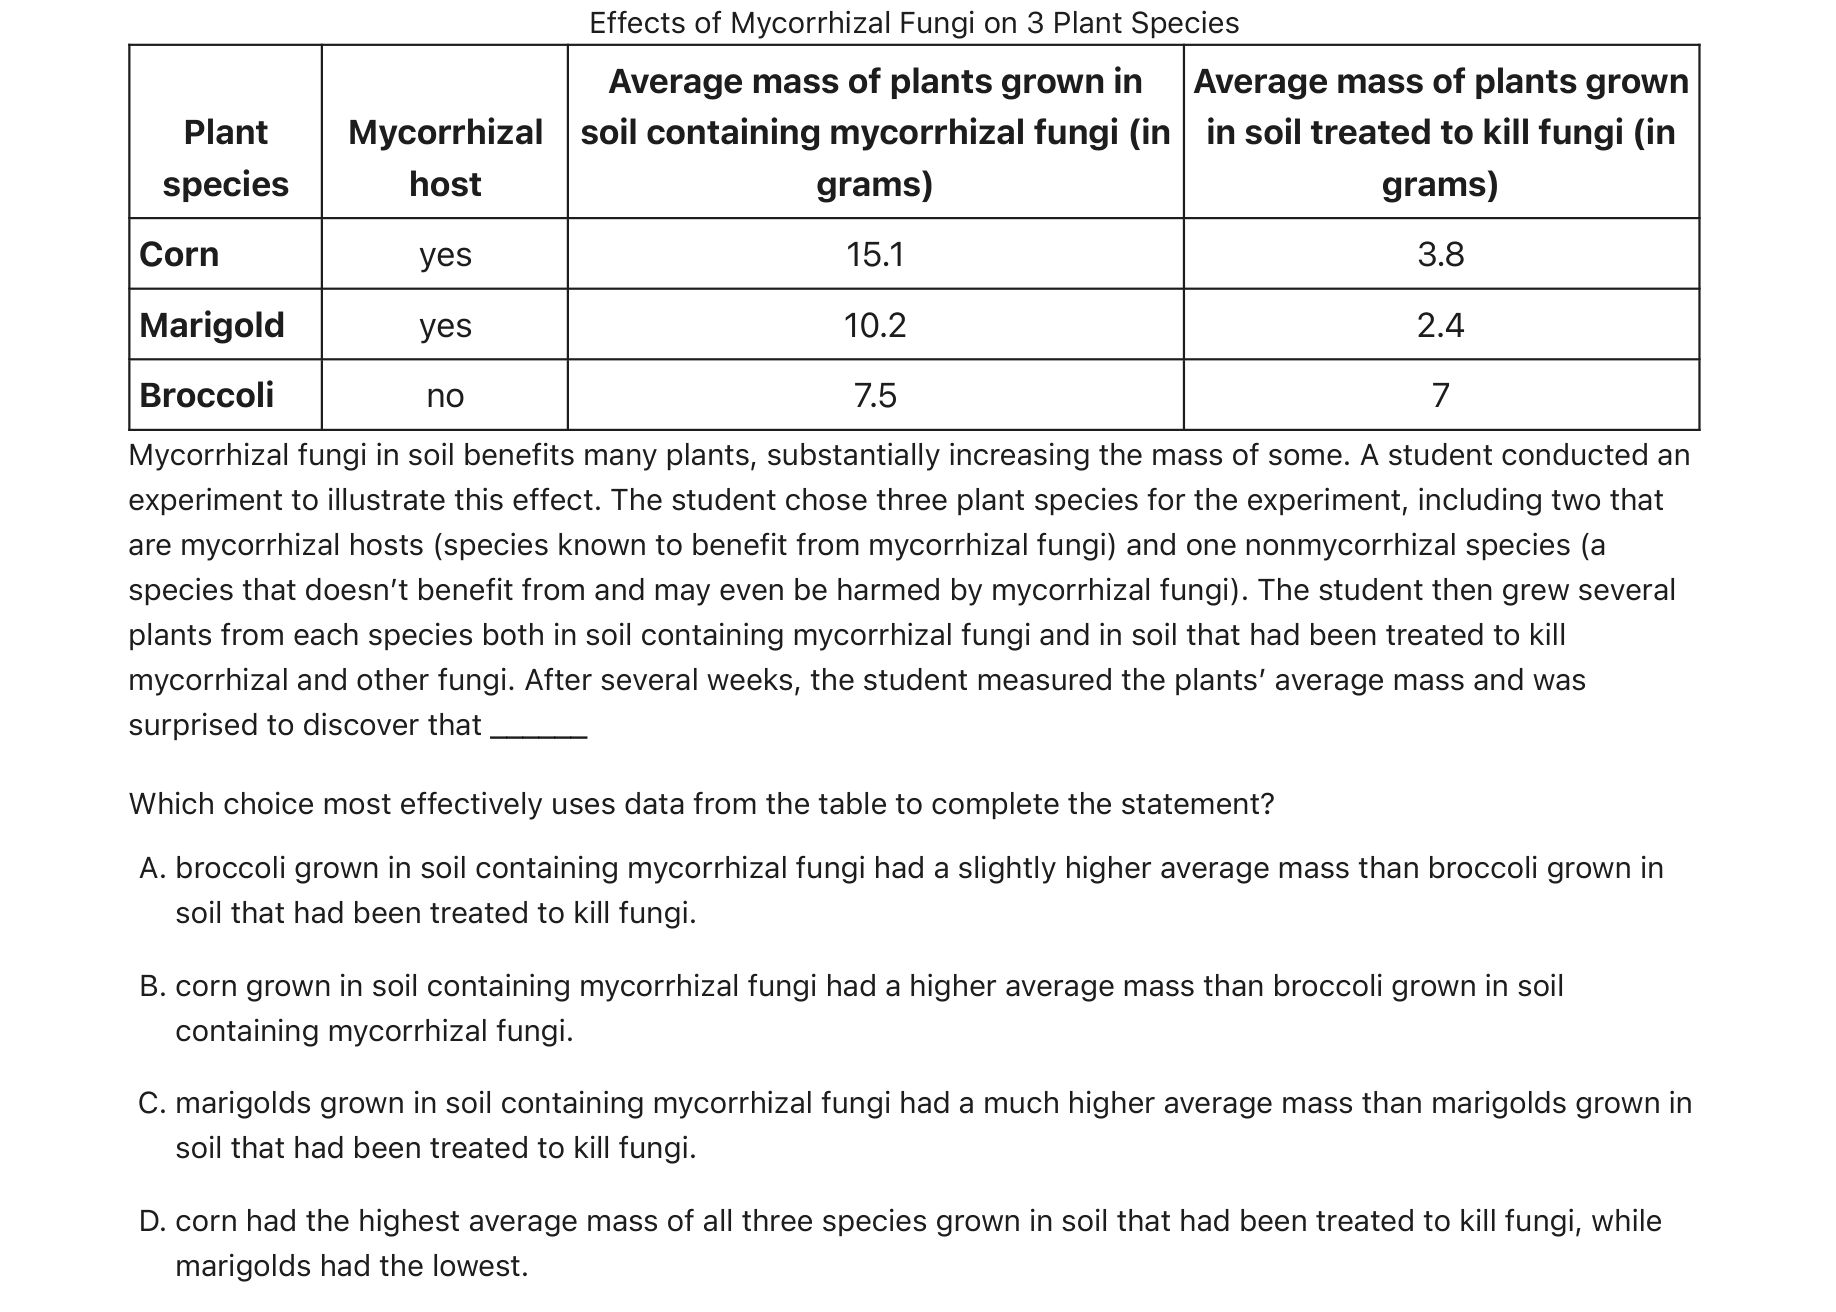 Effects of Mycorrhizal Fungi on 3 Plant Species
Plant species
Mycorrhizal host
Average mass of plants grown in soil containing mycorrhizal fungi (in grams)
Average mass of plants grown in soil treated to kill fungi (in grams)
Corn yes 15.1 3.8
Marigold yes 10.2 2.4
Broccoli no 7.5 7
Mycorrhizal fungi in soil benefits many plants, substantially increasing the mass of some. A student conducted an
experiment to illustrate this effect. The student chose three plant species for the experiment, including two that
are mycorrhizal hosts (species known to benefit from mycorrhizal fungi) and one nonmycorrhizal species (a
species that doesn’t benefit from and may even be harmed by mycorrhizal fungi). The student then grew several
plants from each species both in soil containing mycorrhizal fungi and in soil that had been treated to kill
mycorrhizal and other fungi. After several weeks, the student measured the plants’ average mass and was
surprised to discover that ______
Which choice most effectively uses data from the table to complete the statement?
A. broccoli grown in soil containing mycorrhizal fungi had a slightly higher average mass than broccoli grown in
soil that had been treated to kill fungi.
B. corn grown in soil containing mycorrhizal fungi had a higher average mass than broccoli grown in soil
containing mycorrhizal fungi.
C. marigolds grown in soil containing mycorrhizal fungi had a much higher average mass than marigolds grown in
soil that had been treated to kill fungi.
D. corn had the highest average mass of all three species grown in soil that had been treated to kill fungi, while
marigolds had the lowest.